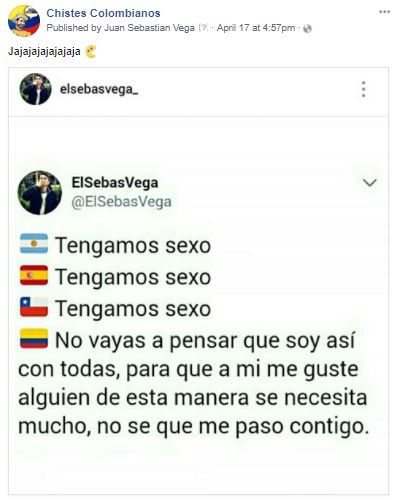 Chistes Colombianos
Published by Juan Sebastian Vega [?] · April 17 at 4:57pm ·
Jajajajajajajaja
elsebasvega_
ElSebasVega
@ElSebasVega
Tengamos sexo
Tengamos sexo
Tengamos sexo
No vayas a pensar que soy así
con todas, para que a mi me guste
alguien de esta manera se necesita
mucho, no se que me paso contigo.